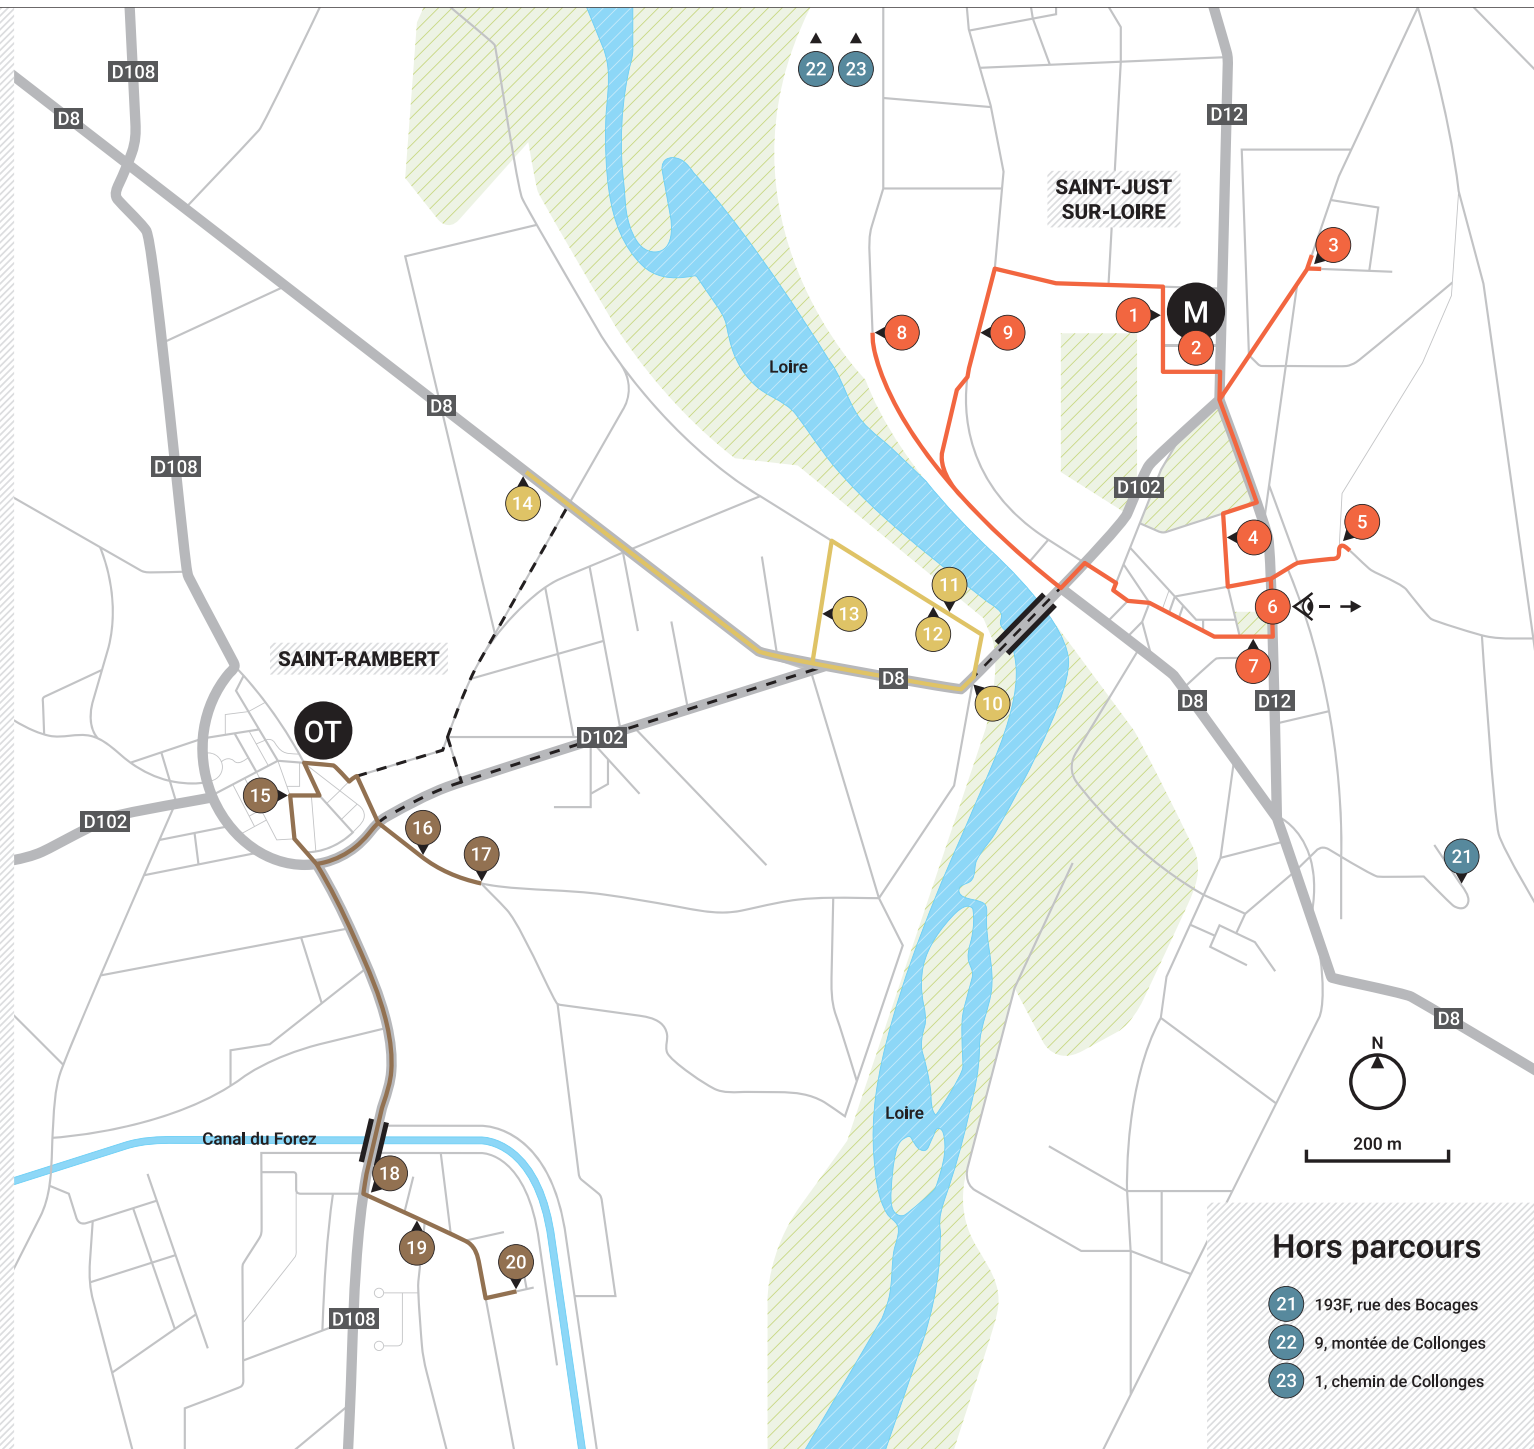 22
23
D108
D8
D12
SAINT-JUST
SUR-LOIRE
3
M
1
2
8
9
Loire
D8
D108
D102
14
5
4
11
13
12
6
7
SAINT-RAMBERT
D8
10
D8
D12
OT
D102
15
D102
16
17
21
D8
N
Loire
Canal du Forez
200 m
18
19
20
D108
Hors parcours
21 193F, rue des Bocages
22 9, montée de Collonges
23 1, chemin de Collonges